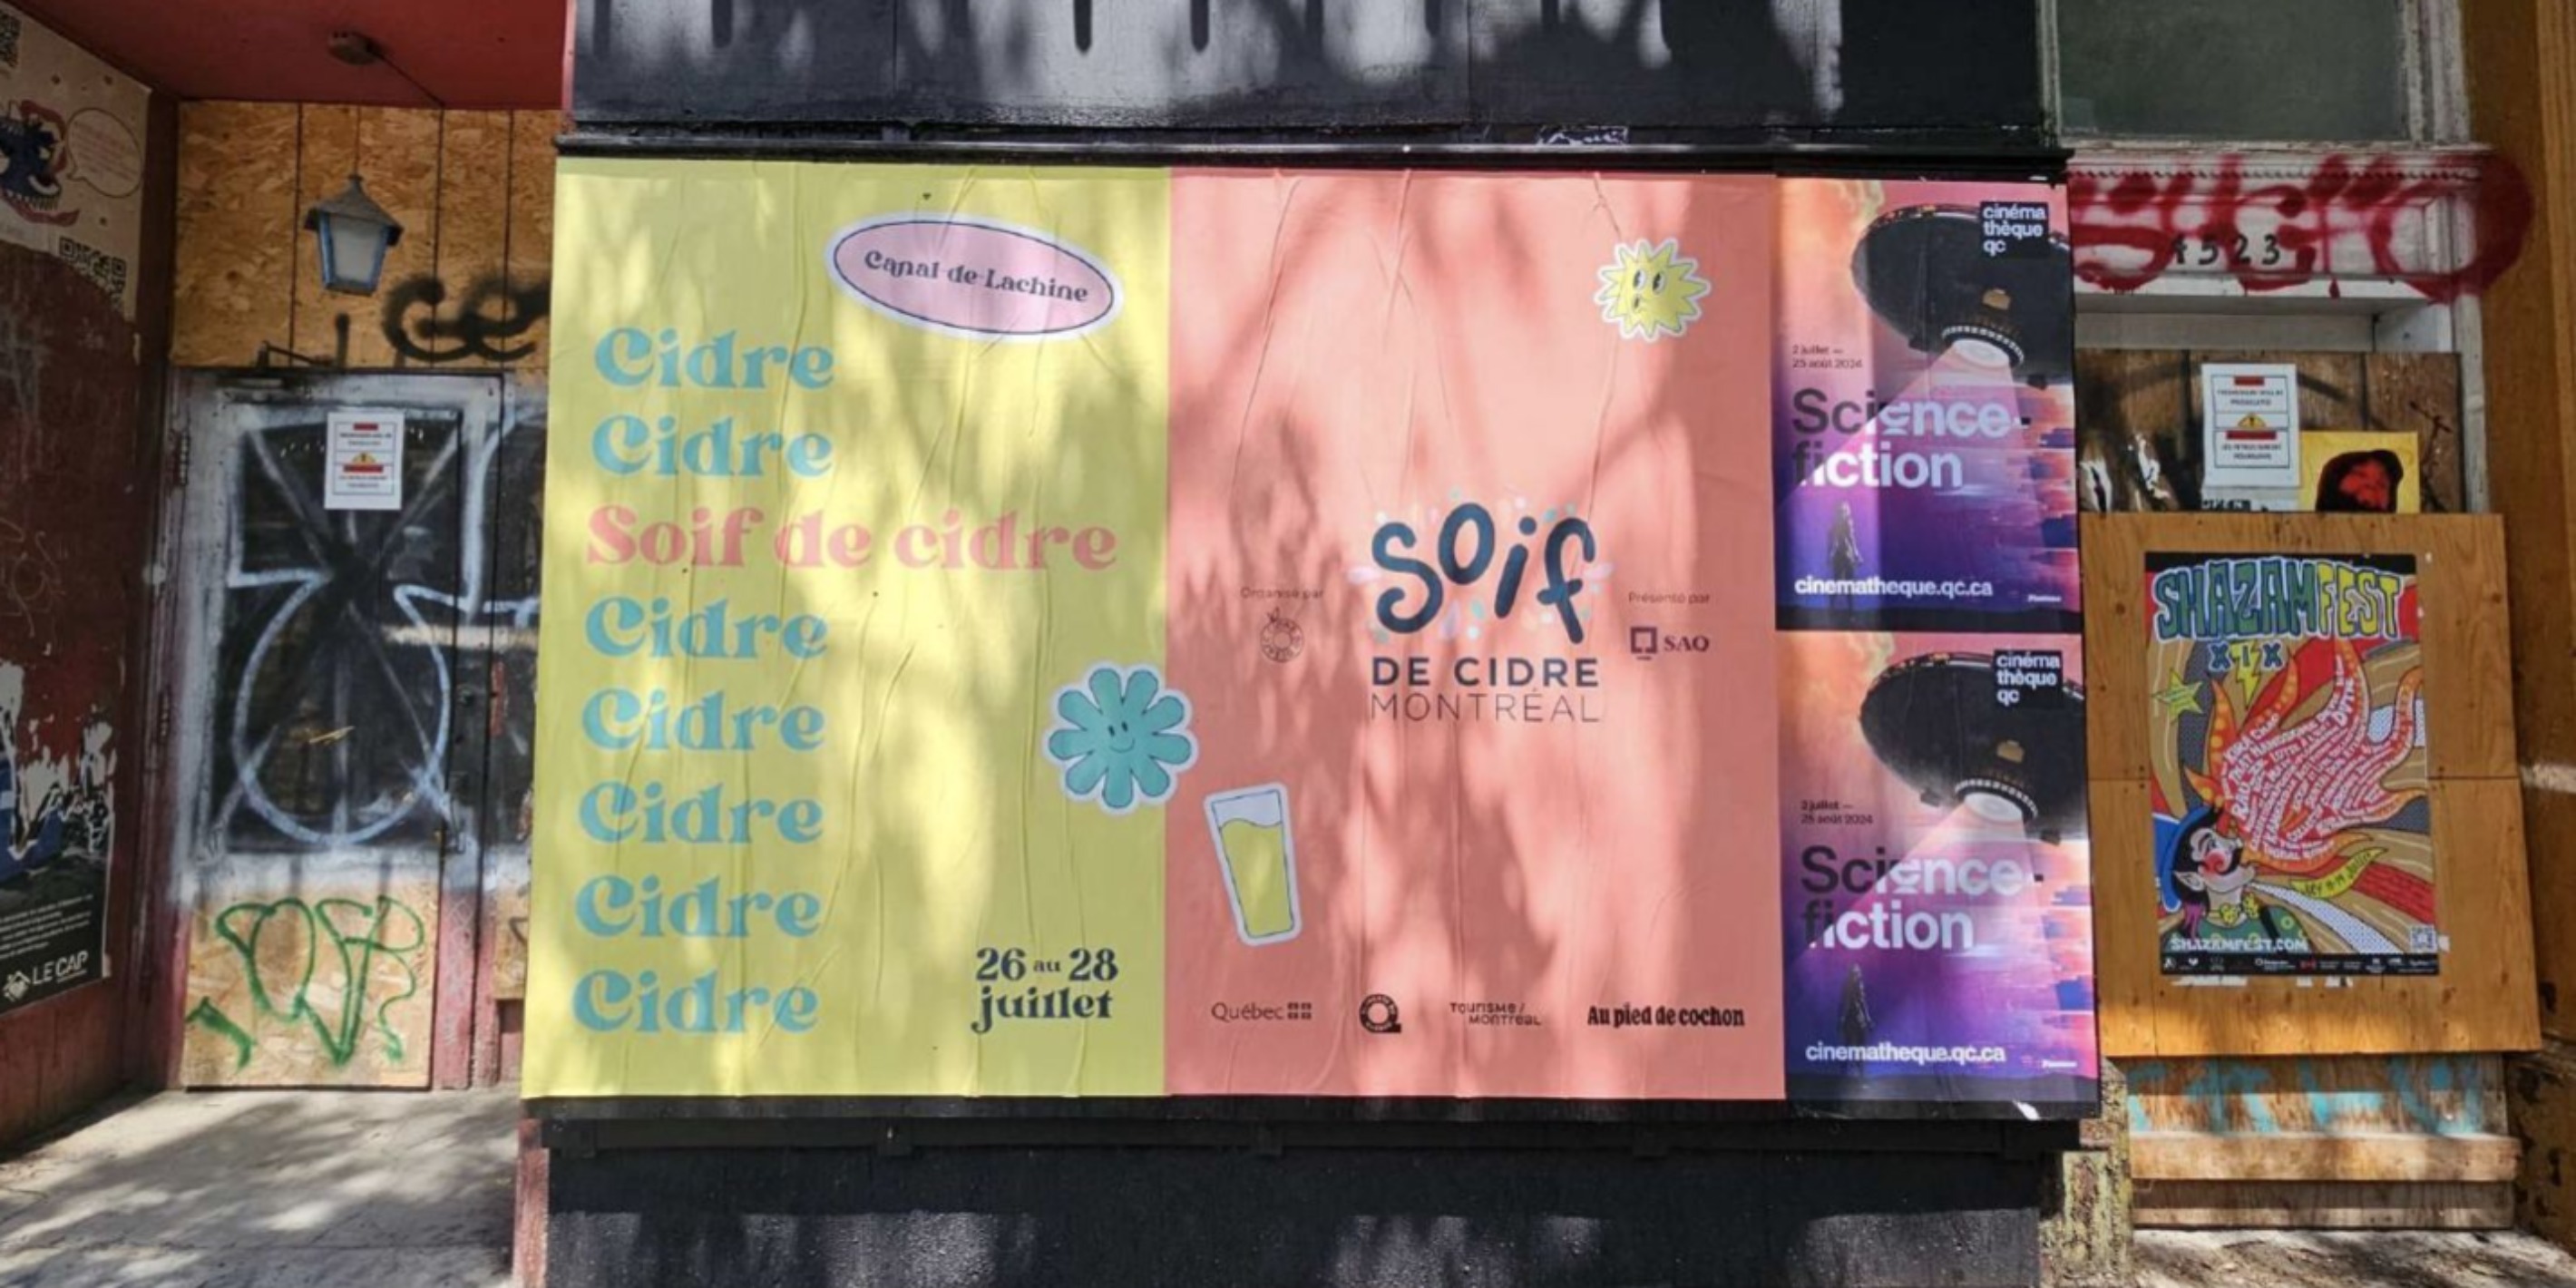 LE CAP
Canal-de-Lachine
Cidre
Cidre
Soif de cidre
Cidre
Cidre
Cidre
Cidre
Cidre
26 au 28
juillet
soif
DE CIDRE
MONTRÉAL
Organisé par
Présenté par
SAQ
Québec
TOURISME /
MONTRÉAL
Au pied de cochon
cinéma
thèque
qc
2 juillet —
25 août 2024
Science-
fiction
cinematheque.qc.ca
cinéma
thèque
qc
2 juillet —
25 août 2024
Science-
fiction
cinematheque.qc.ca
4523
SHAZAMFEST
XIX
SHAZAMFEST.COM